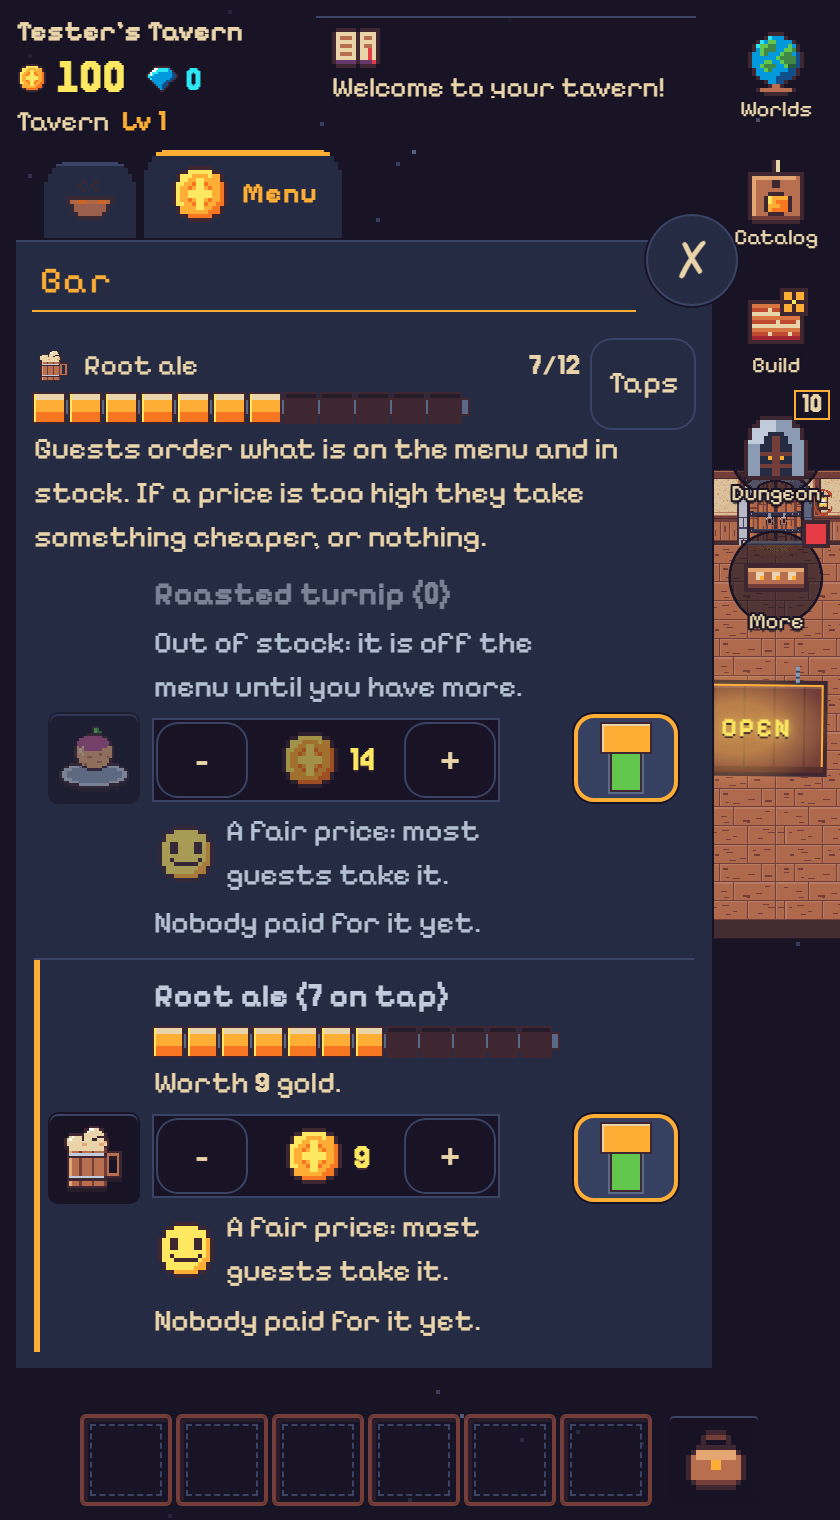 Tester's Tavern
100 0
Tavern Lv 1
Welcome to your tavern!
Worlds
Catalog
Build
10
Dungeon
More
OPEN
Menu
X
Bar
Root ale 7/12 Taps
Guests order what is on the menu and in
stock. If a price is too high they take
something cheaper, or nothing.
Roasted turnip (0)
Out of stock: it is off the
menu until you have more.
- 14 +
A fair price: most
guests take it.
Nobody paid for it yet.
Root ale (7 on tap)
Worth 9 gold.
- 9 +
A fair price: most
guests take it.
Nobody paid for it yet.